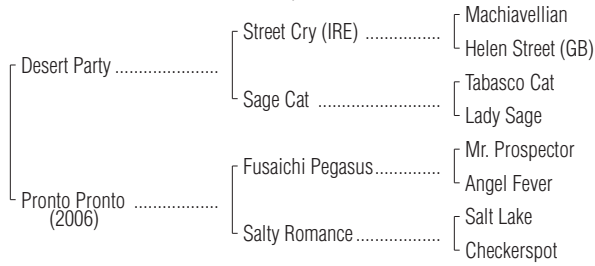 Machiavellian
Street Cry (IRE) ..................
Helen Street (GB)
Desert Party .........................
Tabasco Cat
Sage Cat .............................
Lady Sage
Mr. Prospector
Fusaichi Pegasus...............
Angel Fever
Pronto Pronto ....................
(2006)
Salt Lake
Salty Romance....................
Checkerspot